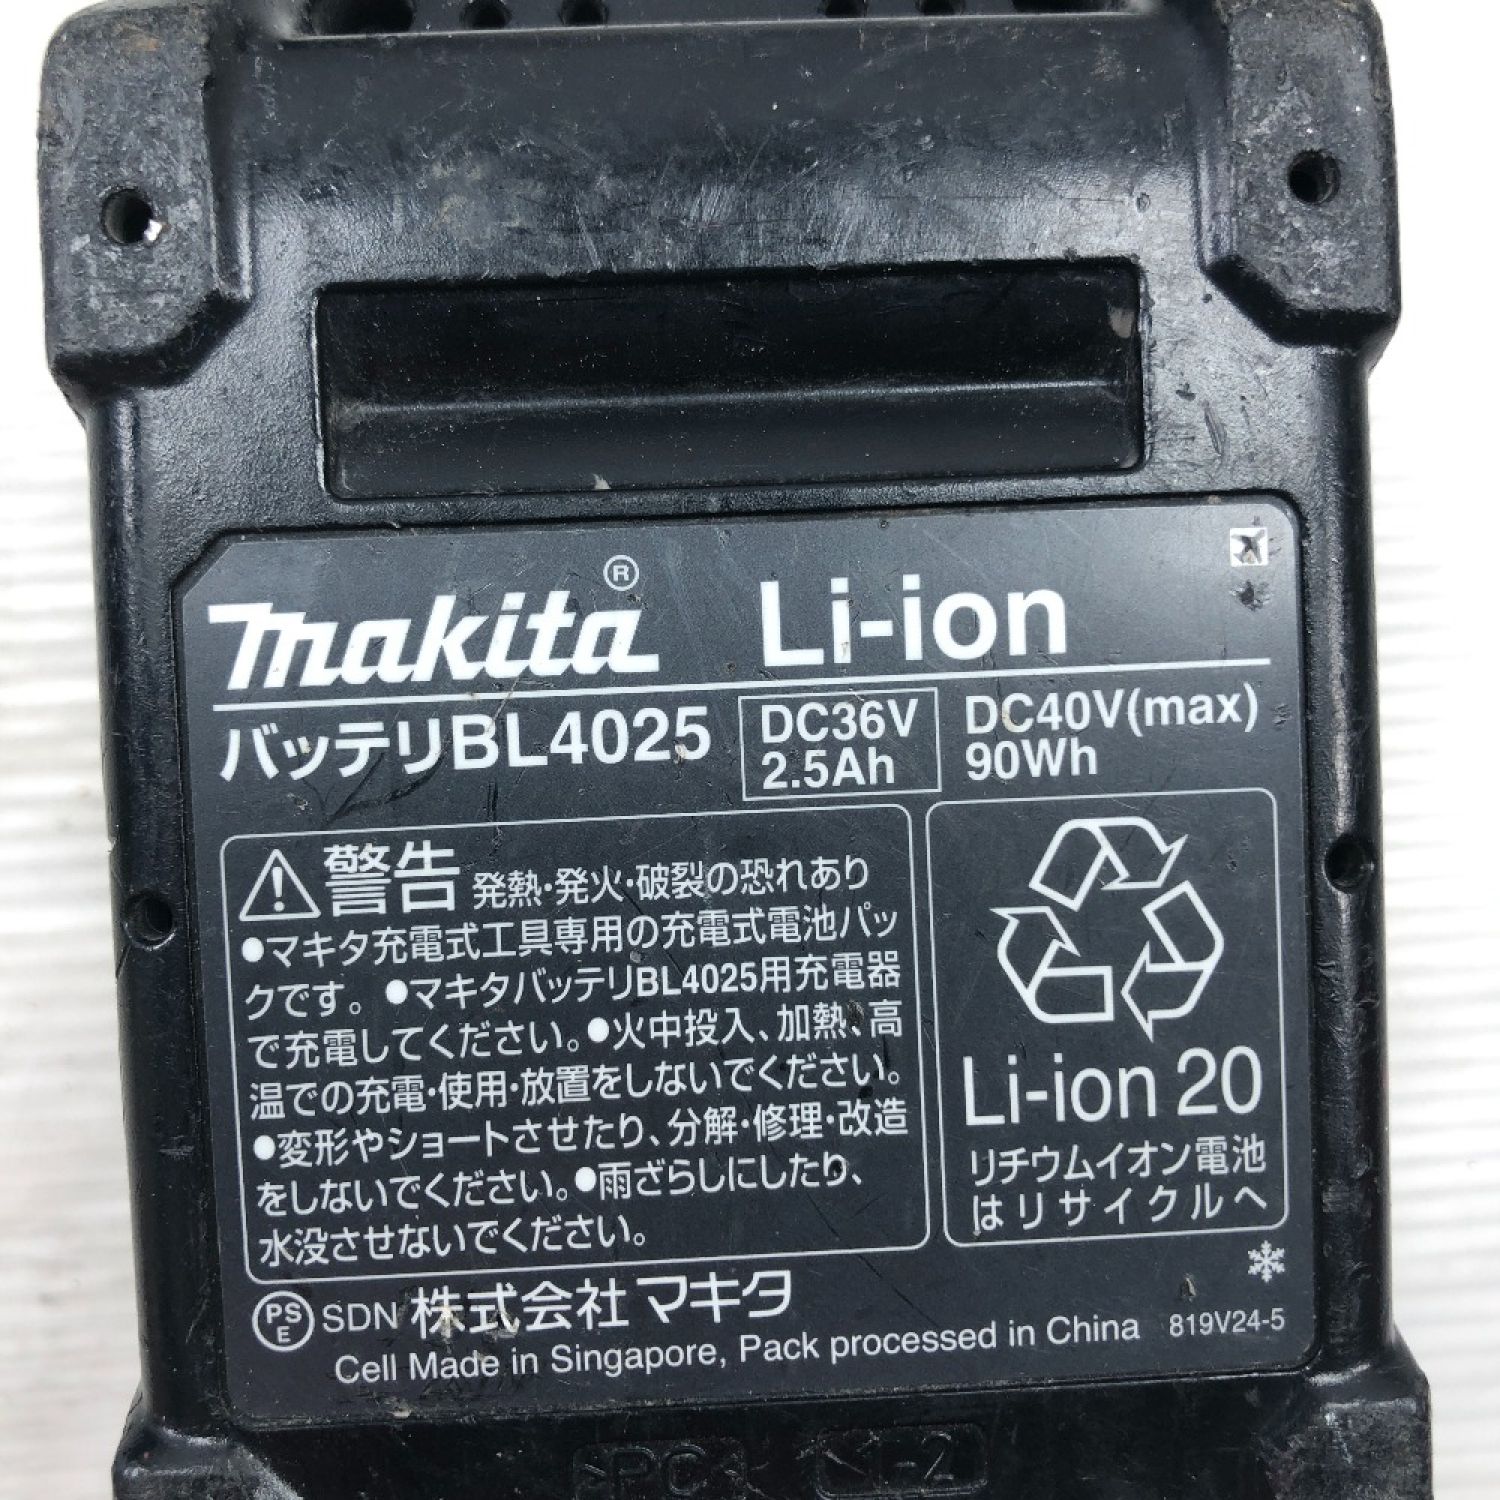 makita® Li-ion
バッテリBL4025 DC36V 2.5Ah DC40V(max) 90Wh
警告 発熱・発火・破裂の恐れあり
●マキタ充電式工具専用の充電式電池パッ
クです。●マキタバッテリBL4025用充電器
で充電してください。●火中投入、加熱、高
温での充電・使用・放置をしないでください。
●変形やショートさせたり、分解・修理・改造
をしないでください。●雨ざらしにしたり、
水没させないでください。
Li-ion 20
リチウムイオン電池
はリサイクルへ
PSE SDN 株式会社マキタ
Cell Made in Singapore, Pack processed in China 819V24-5
>PC<